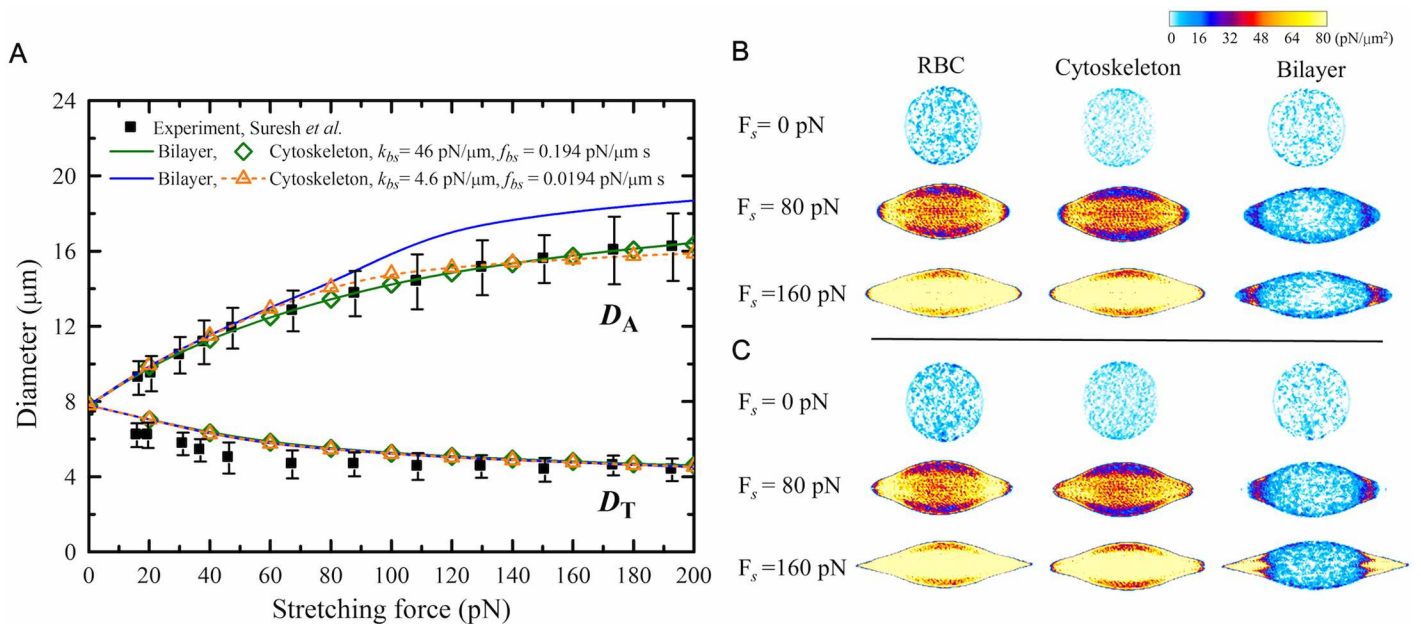 A
24
20
16
12
8
4
0
Diameter (μm)
Experiment, Suresh et al.
Bilayer, Cytoskeleton, kbs= 46 pN/μm, fbs = 0.194 pN/μm s
Bilayer, Cytoskeleton, kbs= 4.6 pN/μm, fbs = 0.0194 pN/μm s
DA
DT
0 20 40 60 80 100 120 140 160 180 200
Stretching force (pN)
0 16 32 48 64 80 (pN/μm²)
B
RBC Cytoskeleton Bilayer
Fs= 0 pN
Fs= 80 pN
Fs=160 pN
C
Fs= 0 pN
Fs= 80 pN
Fs=160 pN